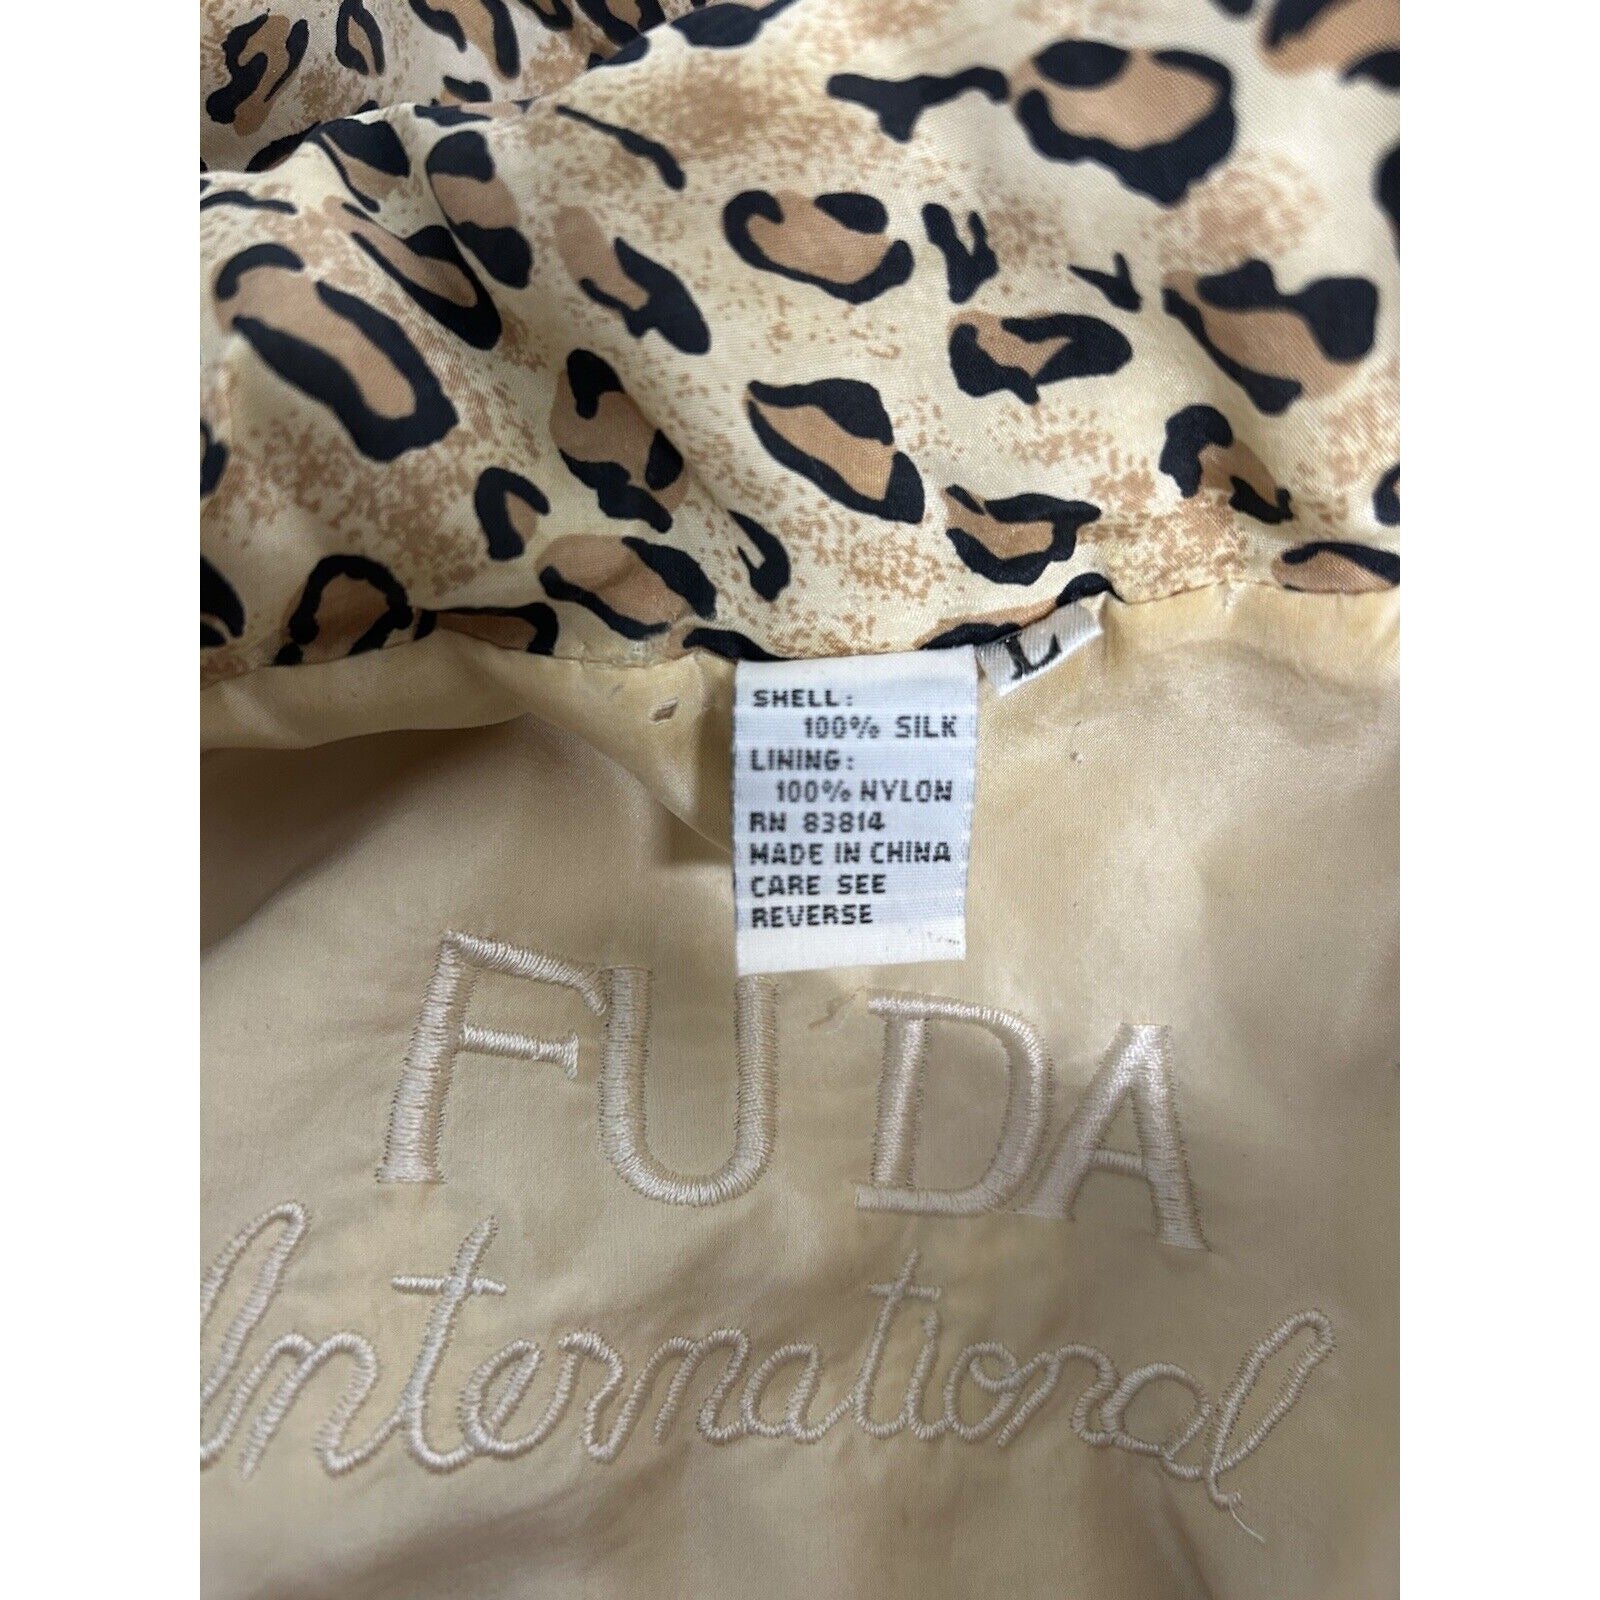 L
SHELL:
100% SILK
LINING:
100% NYLON
RN 83814
MADE IN CHINA
CARE SEE
REVERSE
FU DA
International